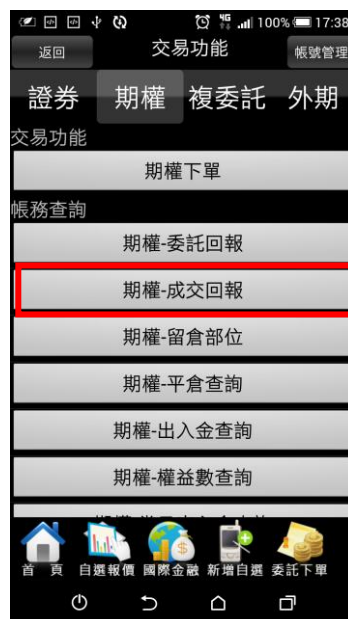 4G 100% 17:38
返回 交易功能 帳號管理
證券 期權 複委託 外期
交易功能
期權下單
帳務查詢
期權-委託回報
期權-成交回報
期權-留倉部位
期權-平倉查詢
期權-出入金查詢
期權-權益數查詢
首 頁 自選報價 國際金融 新增自選 委託下單